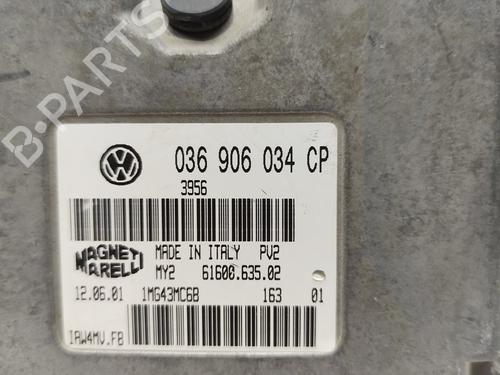 B-PARTS
036 906 034 CP
3956
MAGNETI MARELLI
MADE IN ITALY PV2
MY2 61600.635.02
12.06.01 1MG43MC6B 163 01
IAW4MV.FB